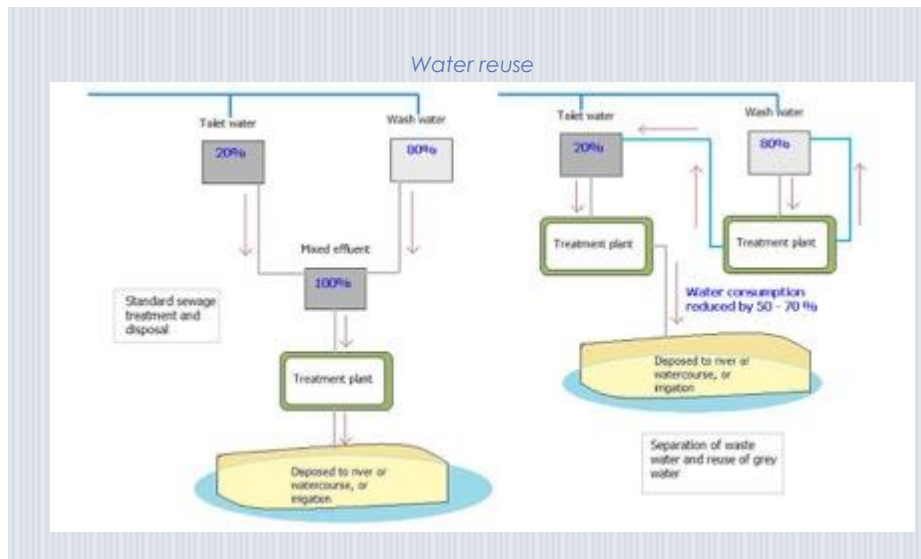 Water reuse
Toilet water
Wash water
20%
80%
Mixed effluent
100%
Standard sewage
treatment and
disposal
Treatment plant
Disposed to river or
watercourse, or
irrigation
Toilet water
Wash water
20%
80%
Treatment plant
Treatment plant
Water consumption
reduced by 50 - 70 %
Disposed to river or
watercourse, or
irrigation
Separation of waste
water and reuse of grey
water